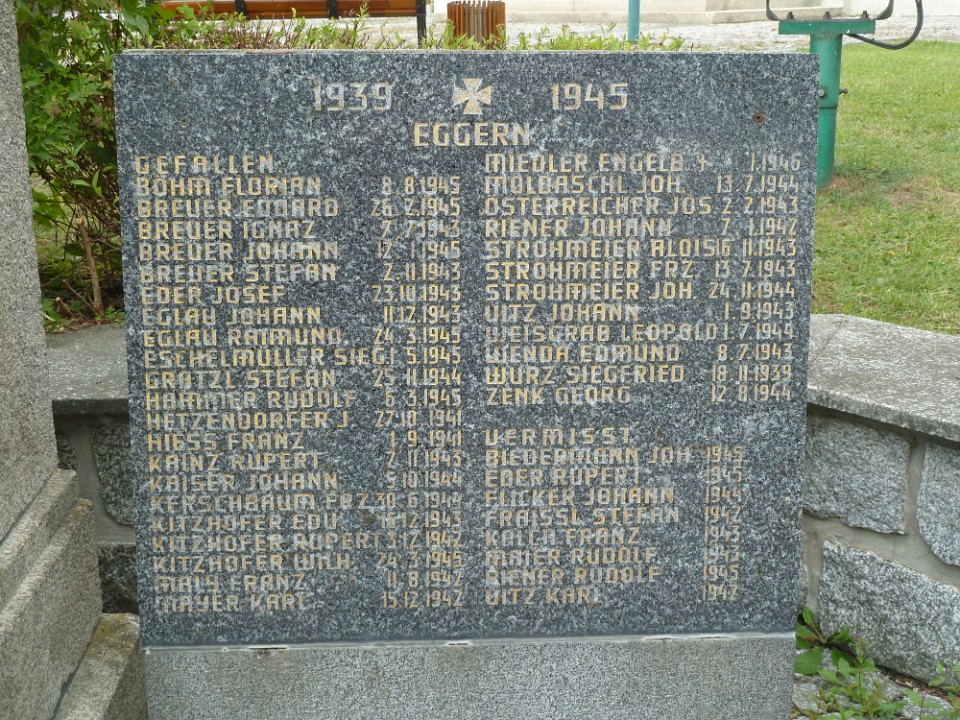 1939 1945
EGGERN
GEFALLEN
BÖHM FLORIAN 8.8.1945
BREUER EDUARD 26.2.1945
BREUER IGNAZ 7.7.1943
BREUER JOHANN 12.1.1945
BREUER STEFAN 2.11.1943
EDER JOSEF 23.10.1943
EGLAU JOHANN 11.12.1943
EGLAU RAIMUND 24.3.1945
ESCHELMÜLLER SIEG 1.5.1945
GRATZL STEFAN 25.11.1944
HAMMER RUDOLF 6.3.1945
HETZENDORFER J. 27.10.1941
HIESS FRANZ 1.9.1941
KAINZ RUPERT 2.11.1943
KAISER JOHANN 5.10.1944
KERSCHBAUM FRZ 30.6.1944
KITZHOFER EDU. 16.12.1943
KITZHOFER RUPERT 3.12.1942
KITZHOFER WILH. 24.3.1945
MALY FRANZ 11.8.1942
MAYER KARL 15.12.1942
MIEDLER ENGELB. 4.1.1946
MOLDASCHL JOH. 13.7.1944
ÖSTERREICHER JOS 2.2.1943
RIENER JOHANN 7.1.1942
STROHMEIER ALOIS 16.11.1943
STROHMEIER FRZ. 13.7.1943
STROHMEIER JOH. 24.11.1944
UITZ JOHANN 1.9.1943
WEISGRAB LEOPOLD 1.7.1944
WENDA EDMUND 8.7.1943
WURZ SIEGFRIED 18.11.1939
ZENK GEORG 12.8.1944
VERMISST
BIEDERMANN JOH. 1945
EDER RUPERT 1945
FLICKER JOHANN 1944
FRAISSL STEFAN 1942
KALCH FRANZ 1943
MAIER RUDOLF 1943
RIENER RUDOLF 1945
UITZ KARL 1942